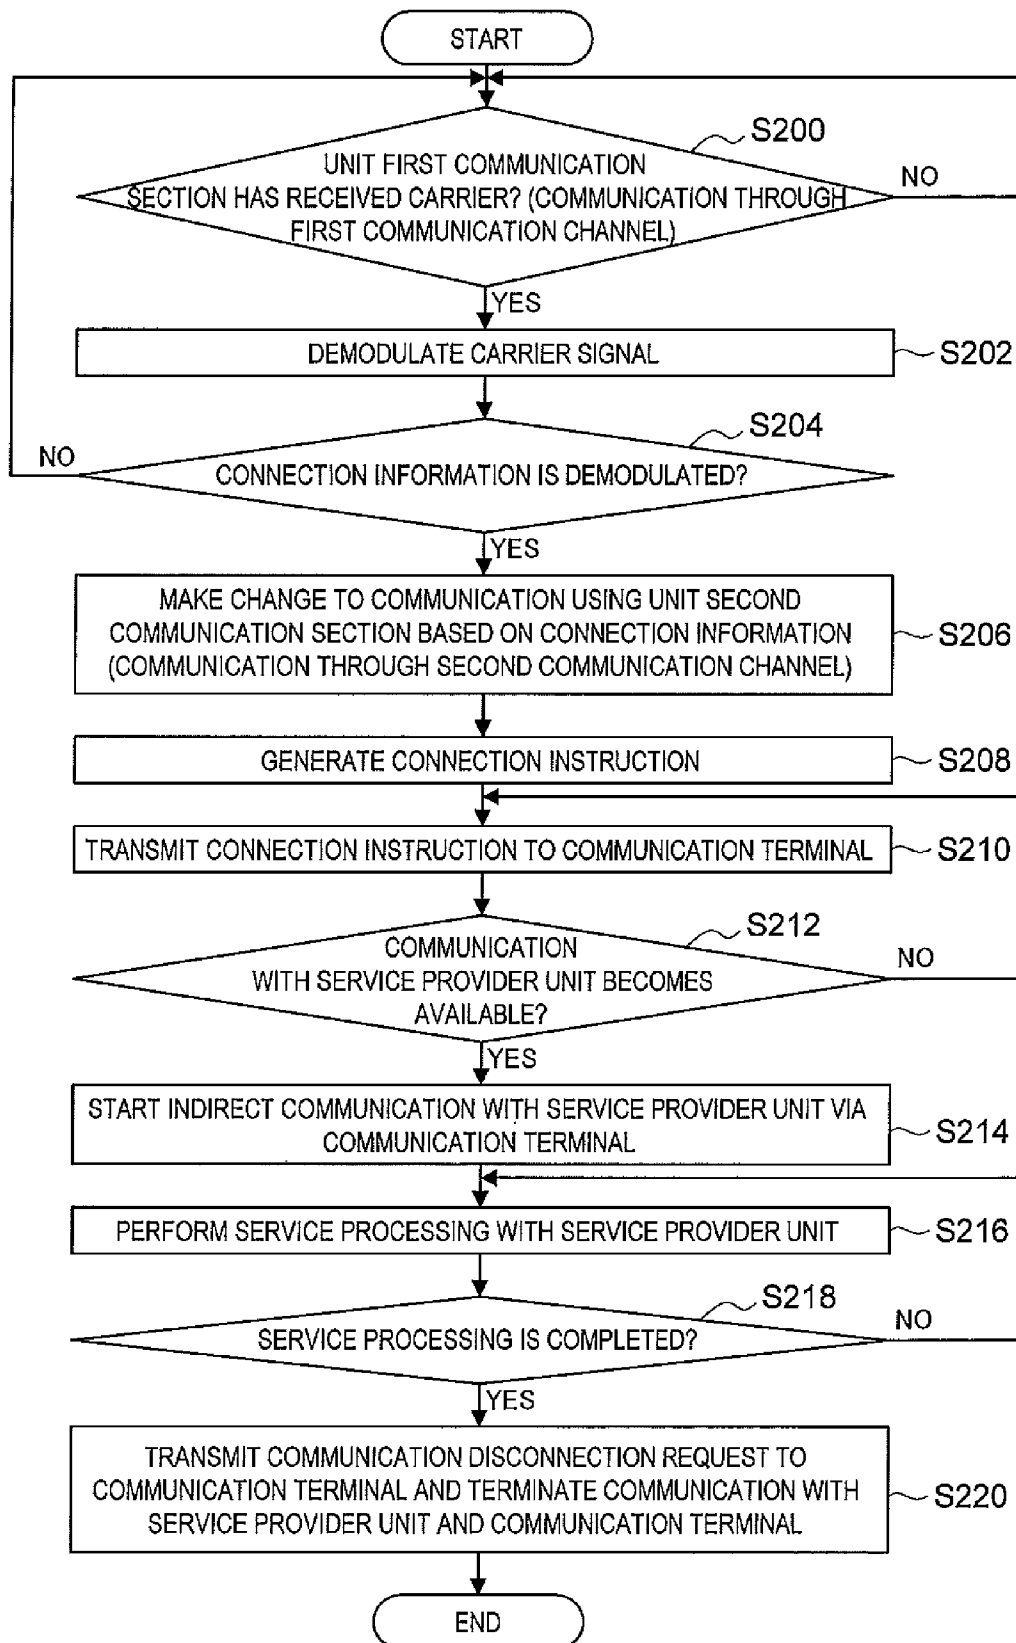 START
S200
UNIT FIRST COMMUNICATION
SECTION HAS RECEIVED CARRIER? (COMMUNICATION THROUGH
FIRST COMMUNICATION CHANNEL)
NO
YES
DEMODULATE CARRIER SIGNAL
S202
S204
NO
CONNECTION INFORMATION IS DEMODULATED?
YES
MAKE CHANGE TO COMMUNICATION USING UNIT SECOND
COMMUNICATION SECTION BASED ON CONNECTION INFORMATION
(COMMUNICATION THROUGH SECOND COMMUNICATION CHANNEL)
S206
GENERATE CONNECTION INSTRUCTION
S208
TRANSMIT CONNECTION INSTRUCTION TO COMMUNICATION TERMINAL
S210
S212
COMMUNICATION
WITH SERVICE PROVIDER UNIT BECOMES
AVAILABLE?
NO
YES
START INDIRECT COMMUNICATION WITH SERVICE PROVIDER UNIT VIA
COMMUNICATION TERMINAL
S214
PERFORM SERVICE PROCESSING WITH SERVICE PROVIDER UNIT
S216
S218
SERVICE PROCESSING IS COMPLETED?
NO
YES
TRANSMIT COMMUNICATION DISCONNECTION REQUEST TO
COMMUNICATION TERMINAL AND TERMINATE COMMUNICATION WITH
SERVICE PROVIDER UNIT AND COMMUNICATION TERMINAL
S220
END